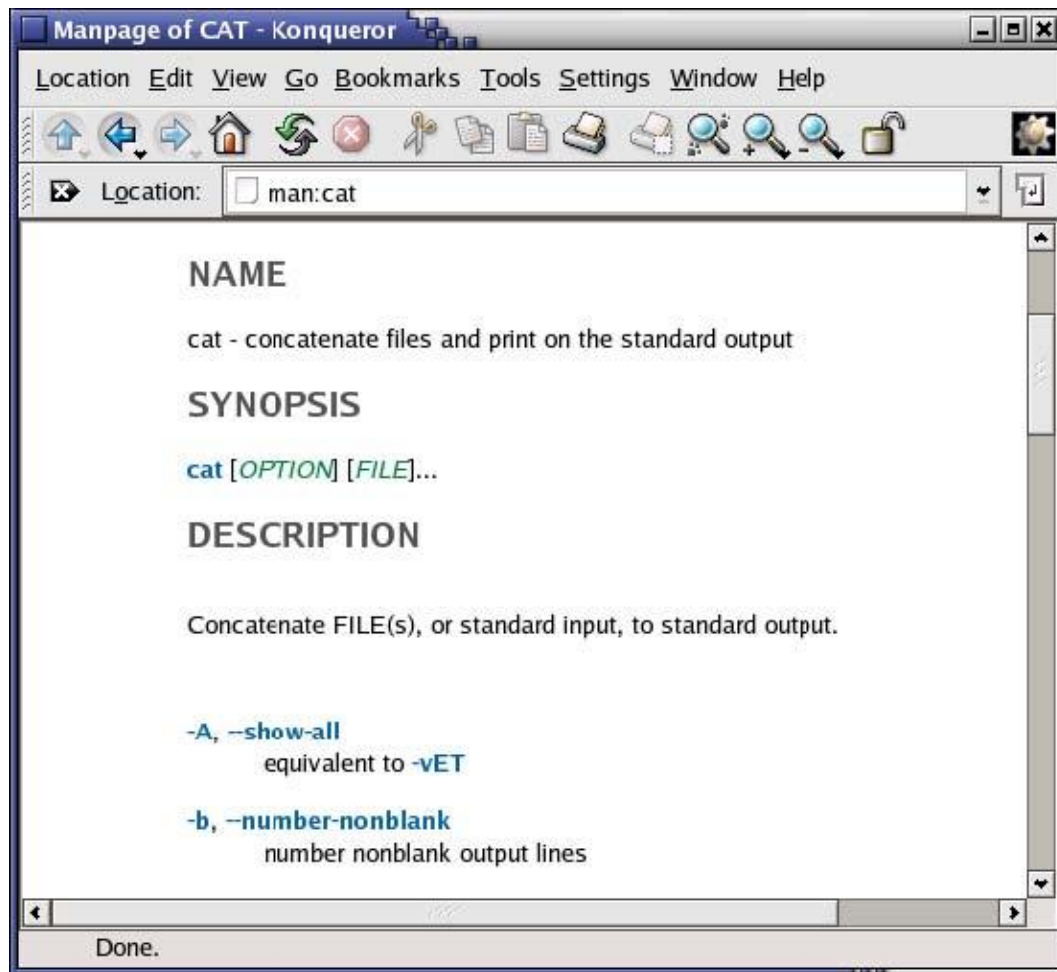 Manpage of CAT - Konqueror
Location Edit View Go Bookmarks Tools Settings Window Help
Location: man:cat
NAME
cat - concatenate files and print on the standard output
SYNOPSIS
cat [OPTION] [FILE]...
DESCRIPTION
Concatenate FILE(s), or standard input, to standard output.
-A, --show-all
equivalent to -vET
-b, --number-nonblank
number nonblank output lines
Done.